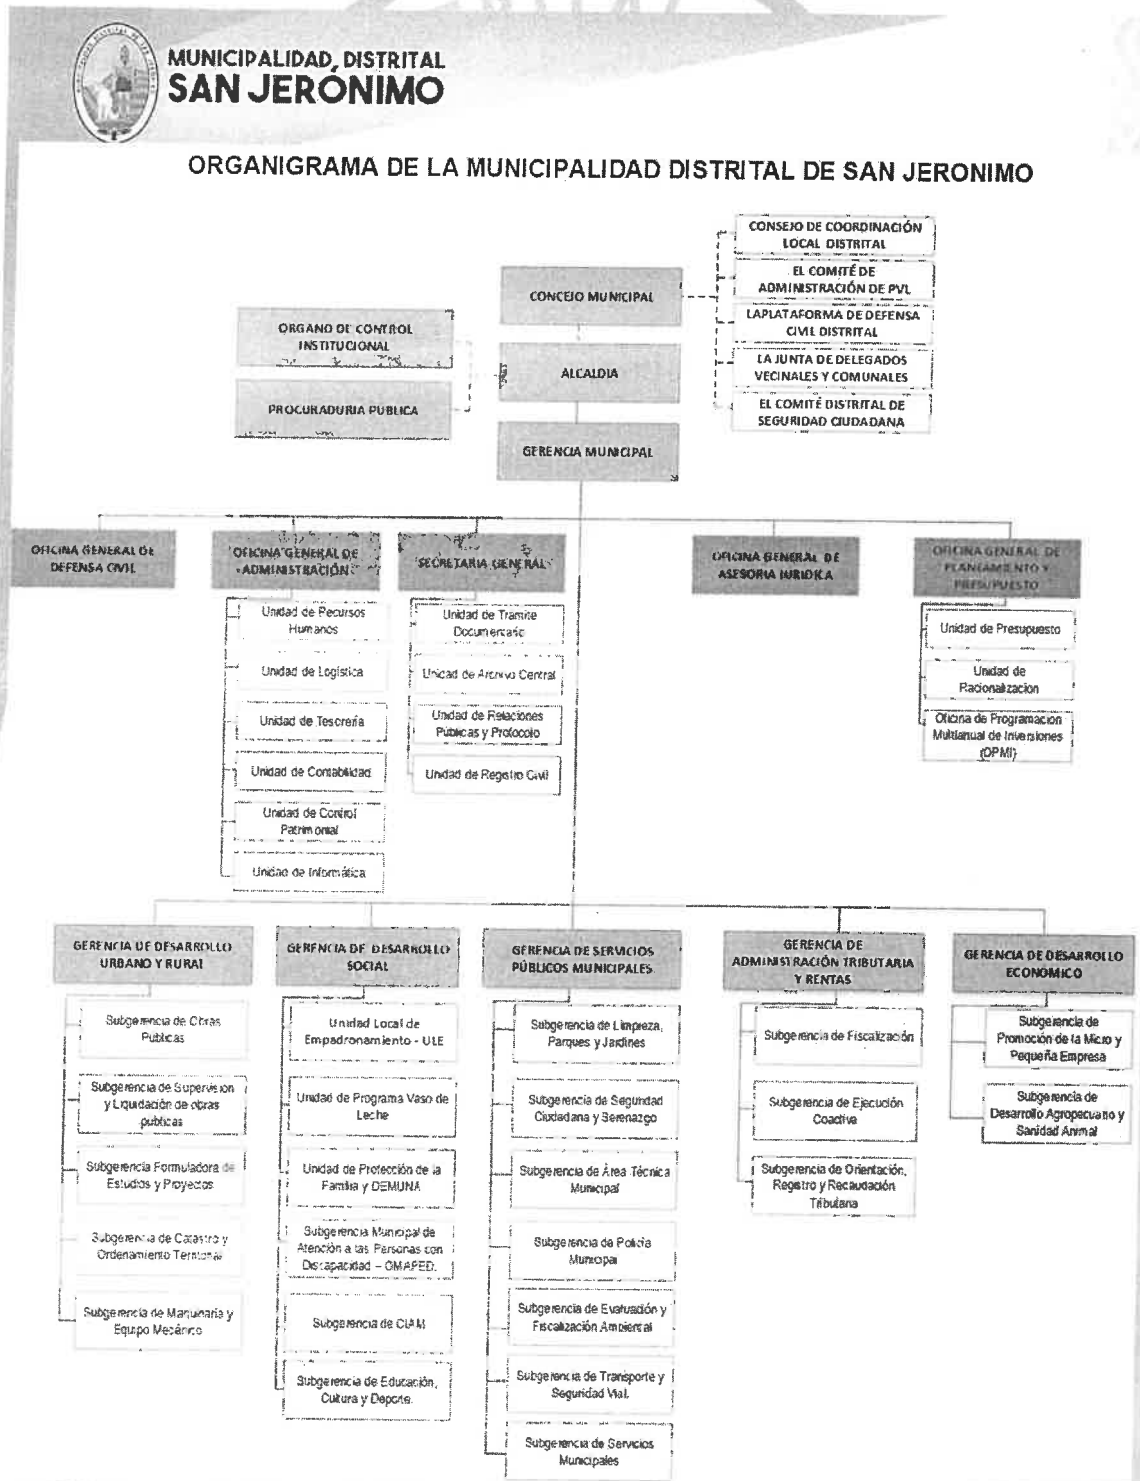 MUNICIPALIDAD DISTRITAL
SAN JERÓNIMO
ORGANIGRAMA DE LA MUNICIPALIDAD DISTRITAL DE SAN JERONIMO
CONSEJO DE COORDINACIÓN
LOCAL DISTRITAL
EL COMITÉ DE
ADMINISTRACIÓN DE PVL
LAPLATAFORMA DE DEFENSA
CIVIL DISTRITAL
LA JUNTA DE DELEGADOS
VECINALES Y COMUNALES
EL COMITÉ DISTRITAL DE
SEGURIDAD CIUDADANA
CONCEJO MUNICIPAL
ORGANO DE CONTROL
INSTITUCIONAL
ALCALDIA
PROCURADURIA PUBLICA
GERENCIA MUNICIPAL
OFICINA GENERAL DE
DEFENSA CIVIL
OFICINA GENERAL DE
ADMINISTRACIÓN
SECRETARIA GENERAL
OFICINA GENERAL DE
ASESORIA JURIDICA
OFICINA GENERAL DE
PLANEAMIENTO Y
PRESUPUESTO
Unidad de Recursos
Humanos
Unidad de Logística
Unidad de Tesorería
Unidad de Contabilidad
Unidad de Control
Patrimonial
Unidad de Informática
Unidad de Tramite
Documentario
Unidad de Archivo Central
Unidad de Relaciones
Públicas y Protocolo
Unidad de Registro Civil
Unidad de Presupuesto
Unidad de
Racionalizacion
Oficina de Programacion
Multianual de Inversiones
(OPMI)
GERENCIA DE DESARROLLO
URBANO Y RURAL
GERENCIA DE DESARROLLO
SOCIAL
GERENCIA DE SERVICIOS
PÚBLICOS MUNICIPALES
GERENCIA DE
ADMINISTRACIÓN TRIBUTARIA
Y RENTAS
GERENCIA DE DESARROLLO
ECONOMICO
Subgerencia de Obras
Publicas
Subgerencia de Supervision
y Liquidación de obras
publicas
Subgerencia Formuladora de
Estudios y Proyectos
Subgerencia de Catastro y
Ordenamiento Territorial
Subgerencia de Maquinaria y
Equipo Mecánico
Unidad Local de
Empadronamiento - ULE
Unidad de Programa Vaso de
Leche
Unidad de Protección de la
Familia y DEMUNA
Subgerencia Municipal de
Atención a las Personas con
Discapacidad – OMAPED.
Subgerencia de CIAM
Subgerencia de Educación,
Cultura y Deporte.
Subgerencia de Limpieza,
Parques y Jardines
Subgerencia de Seguridad
Ciudadana y Serenazgo
Subgerencia de Área Técnica
Municipal
Subgerencia de Policía
Municipal
Subgerencia de Evaluación y
Fiscalización Ambiental
Subgerencia de Transporte y
Seguridad Vial.
Subgerencia de Servicios
Municipales
Subgerencia de Fiscalización
Subgerencia de Ejecución
Coactiva
Subgerencia de Orientación,
Registro y Recaudación
Tributaria
Subgerencia de
Promoción de la Micro y
Pequeña Empresa
Subgerencia de
Desarrollo Agropecuario y
Sanidad Animal